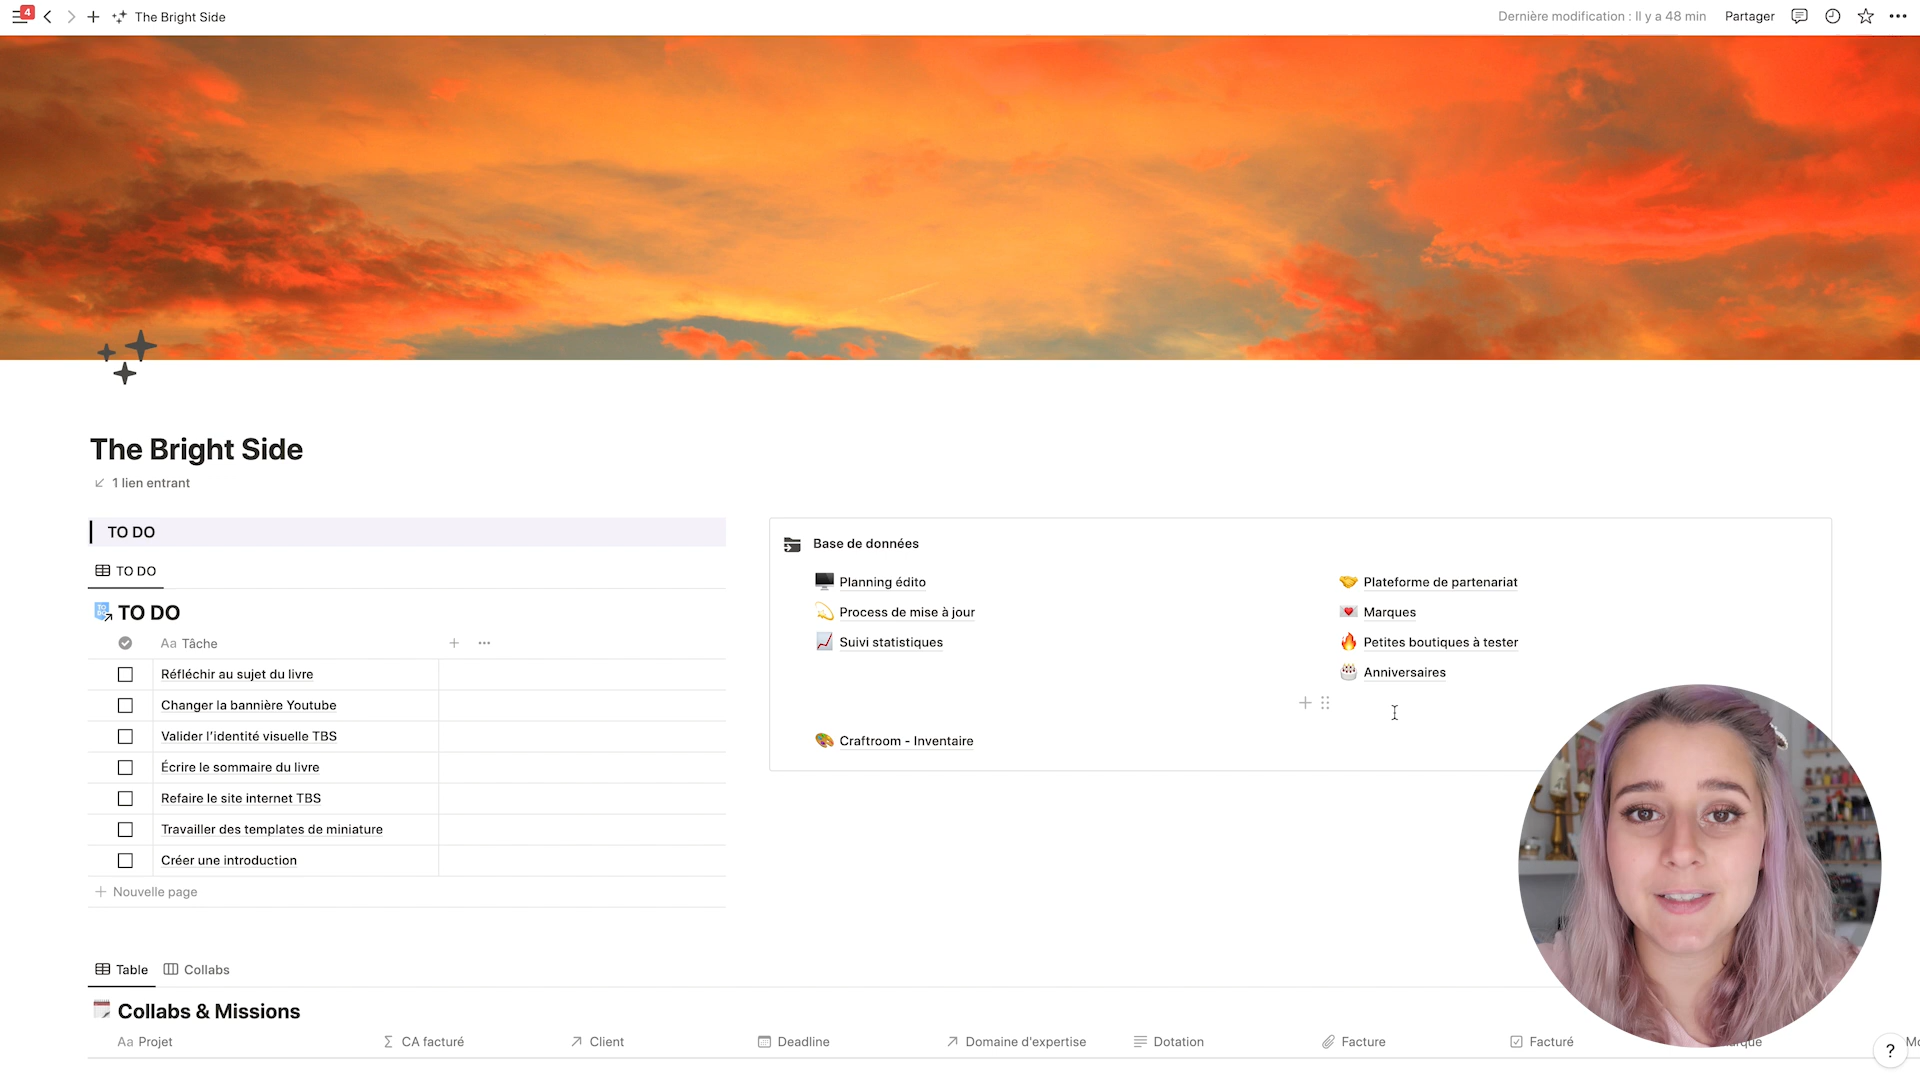 4
The Bright Side
Dernière modification : Il y a 48 min
Partager
The Bright Side
1 lien entrant
TO DO
TO DO
TO DO
Aa Tâche
Réfléchir au sujet du livre
Changer la bannière Youtube
Valider l'identité visuelle TBS
Écrire le sommaire du livre
Refaire le site internet TBS
Travailler des templates de miniature
Créer une introduction
Nouvelle page
Base de données
Planning édito
Process de mise à jour
Suivi statistiques
Craftroom - Inventaire
Plateforme de partenariat
Marques
Petites boutiques à tester
Anniversaires
Table
Collabs
Collabs & Missions
Aa Projet
CA facturé
Client
Deadline
Domaine d'expertise
Dotation
Facture
Facturé
?